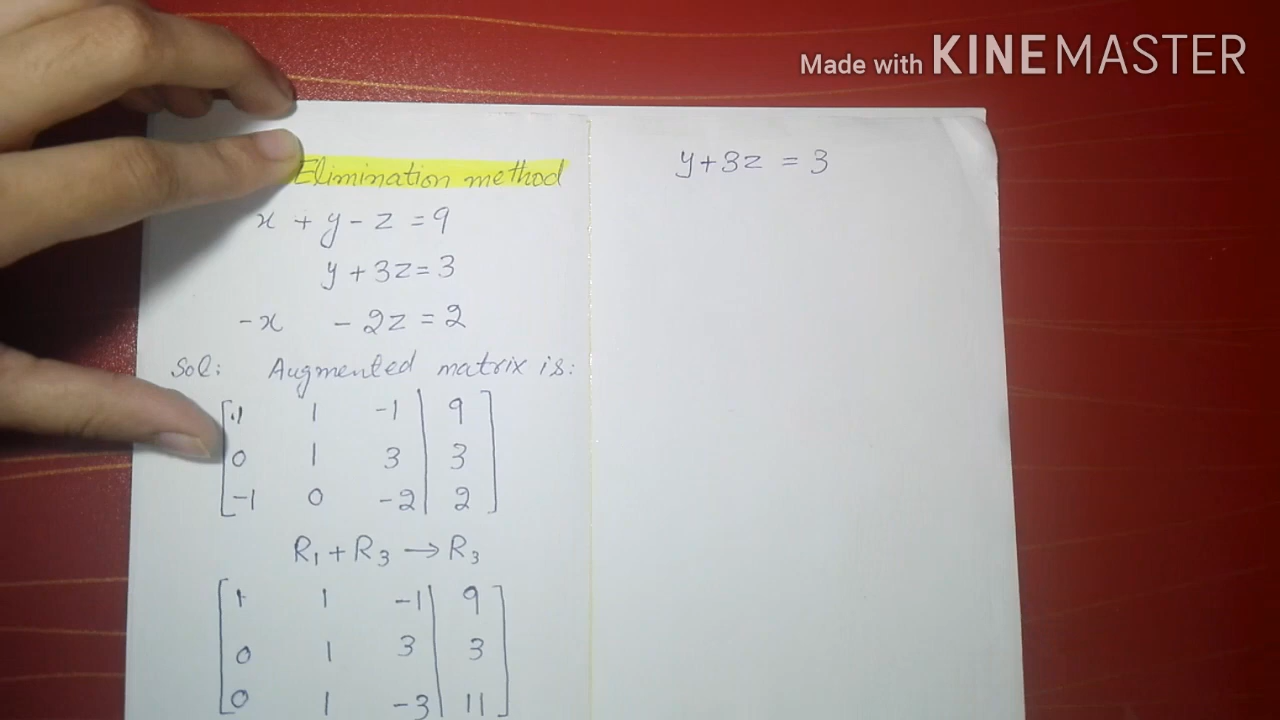 Made with KINEMASTER
Elimination method
x + y - z = 9
y + 3z = 3
-x - 2z = 2
Sol: Augmented matrix is:
1 1 -1 | 9
0 1 3 | 3
-1 0 -2 | 2
R₁ + R₃ → R₃
1 1 -1 | 9
0 1 3 | 3
0 1 -3 | 11
y + 3z = 3